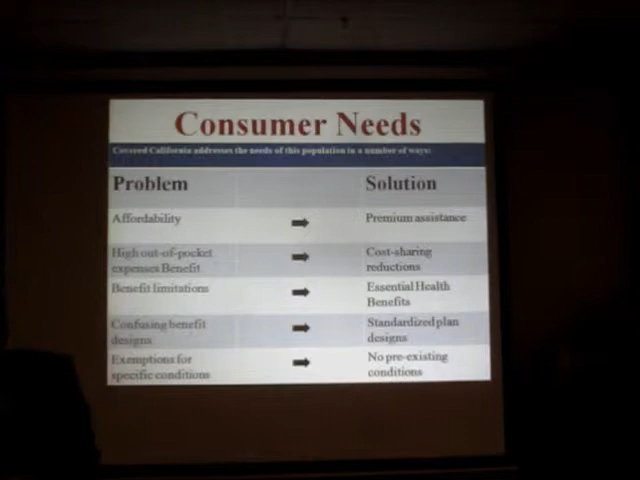 Consumer Needs
Covered California addresses the needs of this population in a number of ways:
Problem Solution
Affordability Premium assistance
High out-of-pocket Cost-sharing
expenses Benefit reductions
Benefit limitations Essential Health
Benefits
Confusing benefit Standardized plan
designs designs
Exemptions for No pre-existing
specific conditions conditions